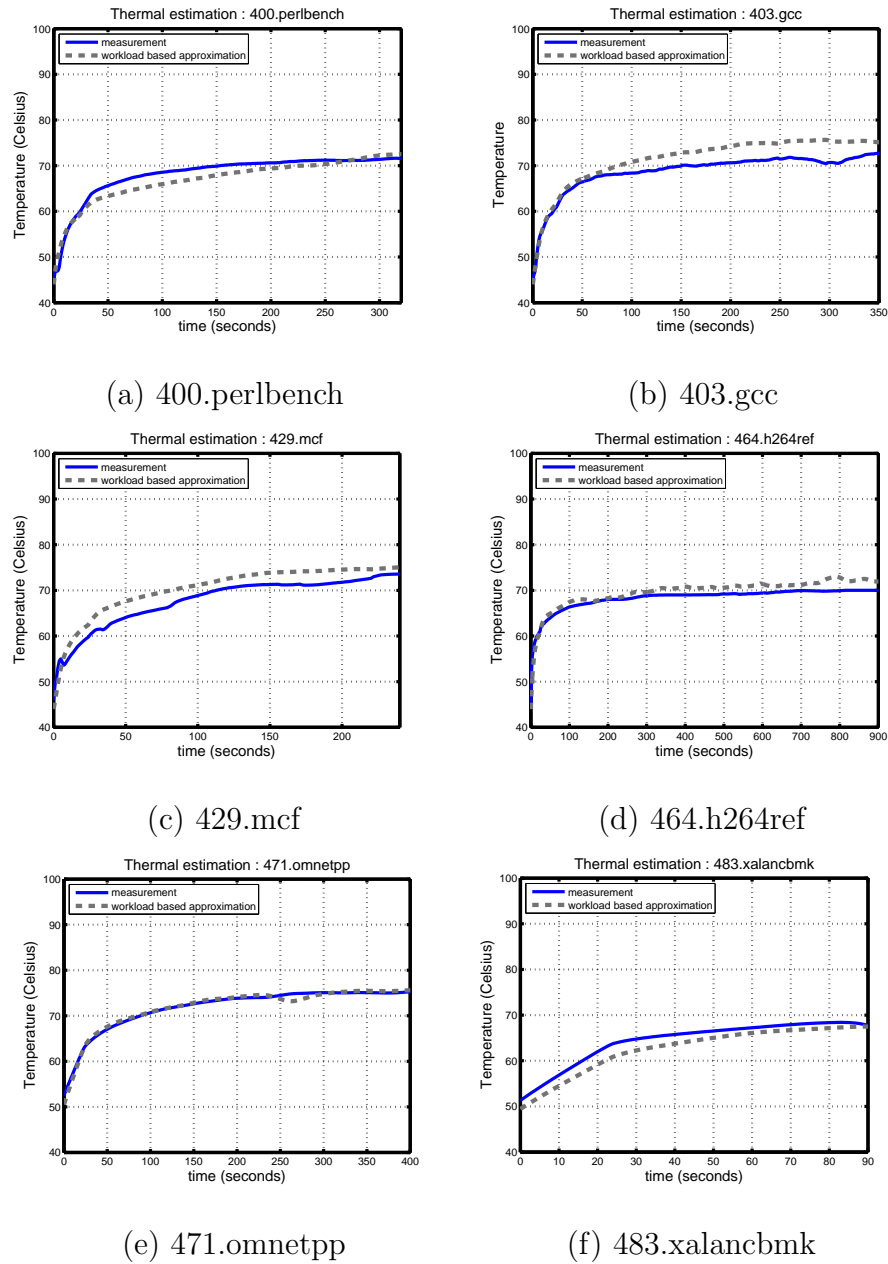 Thermal estimation : 400.perlbench
measurement
workload based approximation
Temperature (Celsius)
100
90
80
70
60
50
40
0 50 100 150 200 250 300
time (seconds)
(a) 400.perlbench
Thermal estimation : 403.gcc
measurement
workload based approximation
Temperature
100
90
80
70
60
50
40
0 50 100 150 200 250 300 350
time (seconds)
(b) 403.gcc
Thermal estimation : 429.mcf
measurement
workload based approximation
Temperature (Celsius)
100
90
80
70
60
50
40
0 50 100 150 200
time (seconds)
(c) 429.mcf
Thermal estimation : 464.h264ref
measurement
workload based approximation
Temperature (Celsius)
100
90
80
70
60
50
40
0 100 200 300 400 500 600 700 800 900
time (seconds)
(d) 464.h264ref
Thermal estimation : 471.omnetpp
measurement
workload based approximation
Temperature (Celsius)
100
90
80
70
60
50
40
0 50 100 150 200 250 300 350 400
time (seconds)
(e) 471.omnetpp
Thermal estimation : 483.xalancbmk
measurement
workload based approximation
Temperature (Celsius)
100
90
80
70
60
50
40
0 10 20 30 40 50 60 70 80 90
time (seconds)
(f) 483.xalancbmk